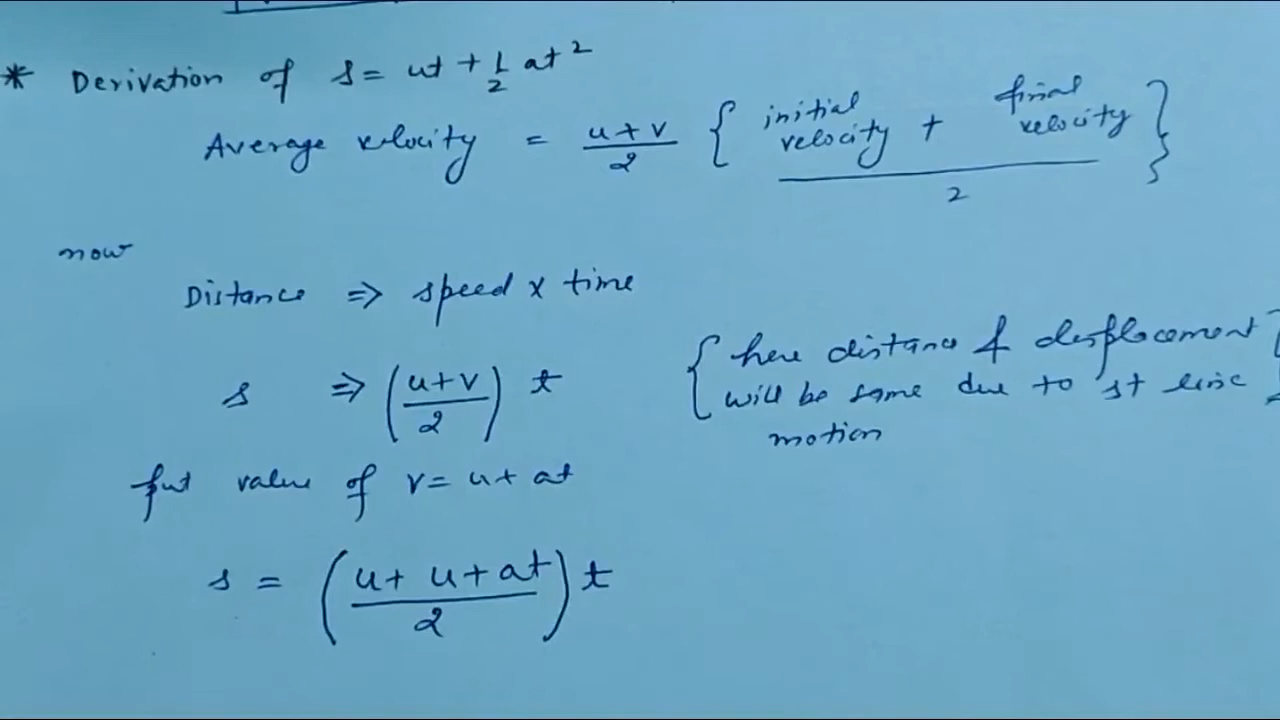 * Derivation of s = ut + 1/2 at²
Average velocity = (u+v)/2 { (initial velocity + final velocity)/2 }
now
Distance ⇒ speed x time
s ⇒ ((u+v)/2) t
{ here distance & displacement
will be same due to st line
motion
put value of v = u + at
s = ((u + u + at)/2) t